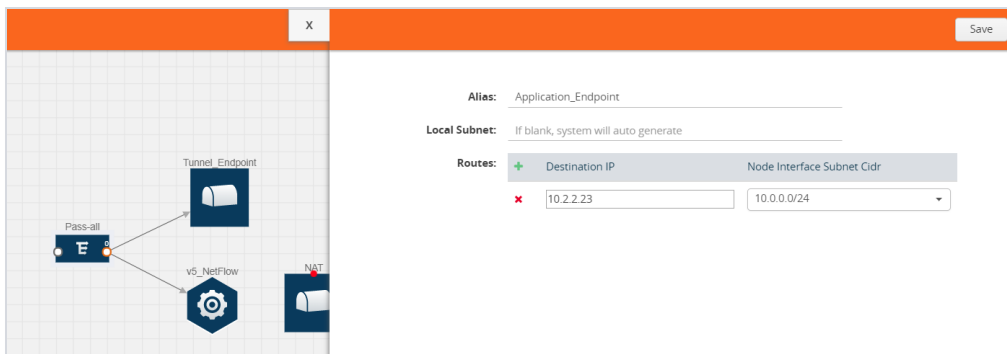 X
Save
Alias: Application_Endpoint
Local Subnet: If blank, system will auto generate
Routes: + Destination IP Node Interface Subnet Cidr
10.2.2.23 10.0.0.0/24
Tunnel_Endpoint
Pass-all
0
v5_NetFlow
NAT